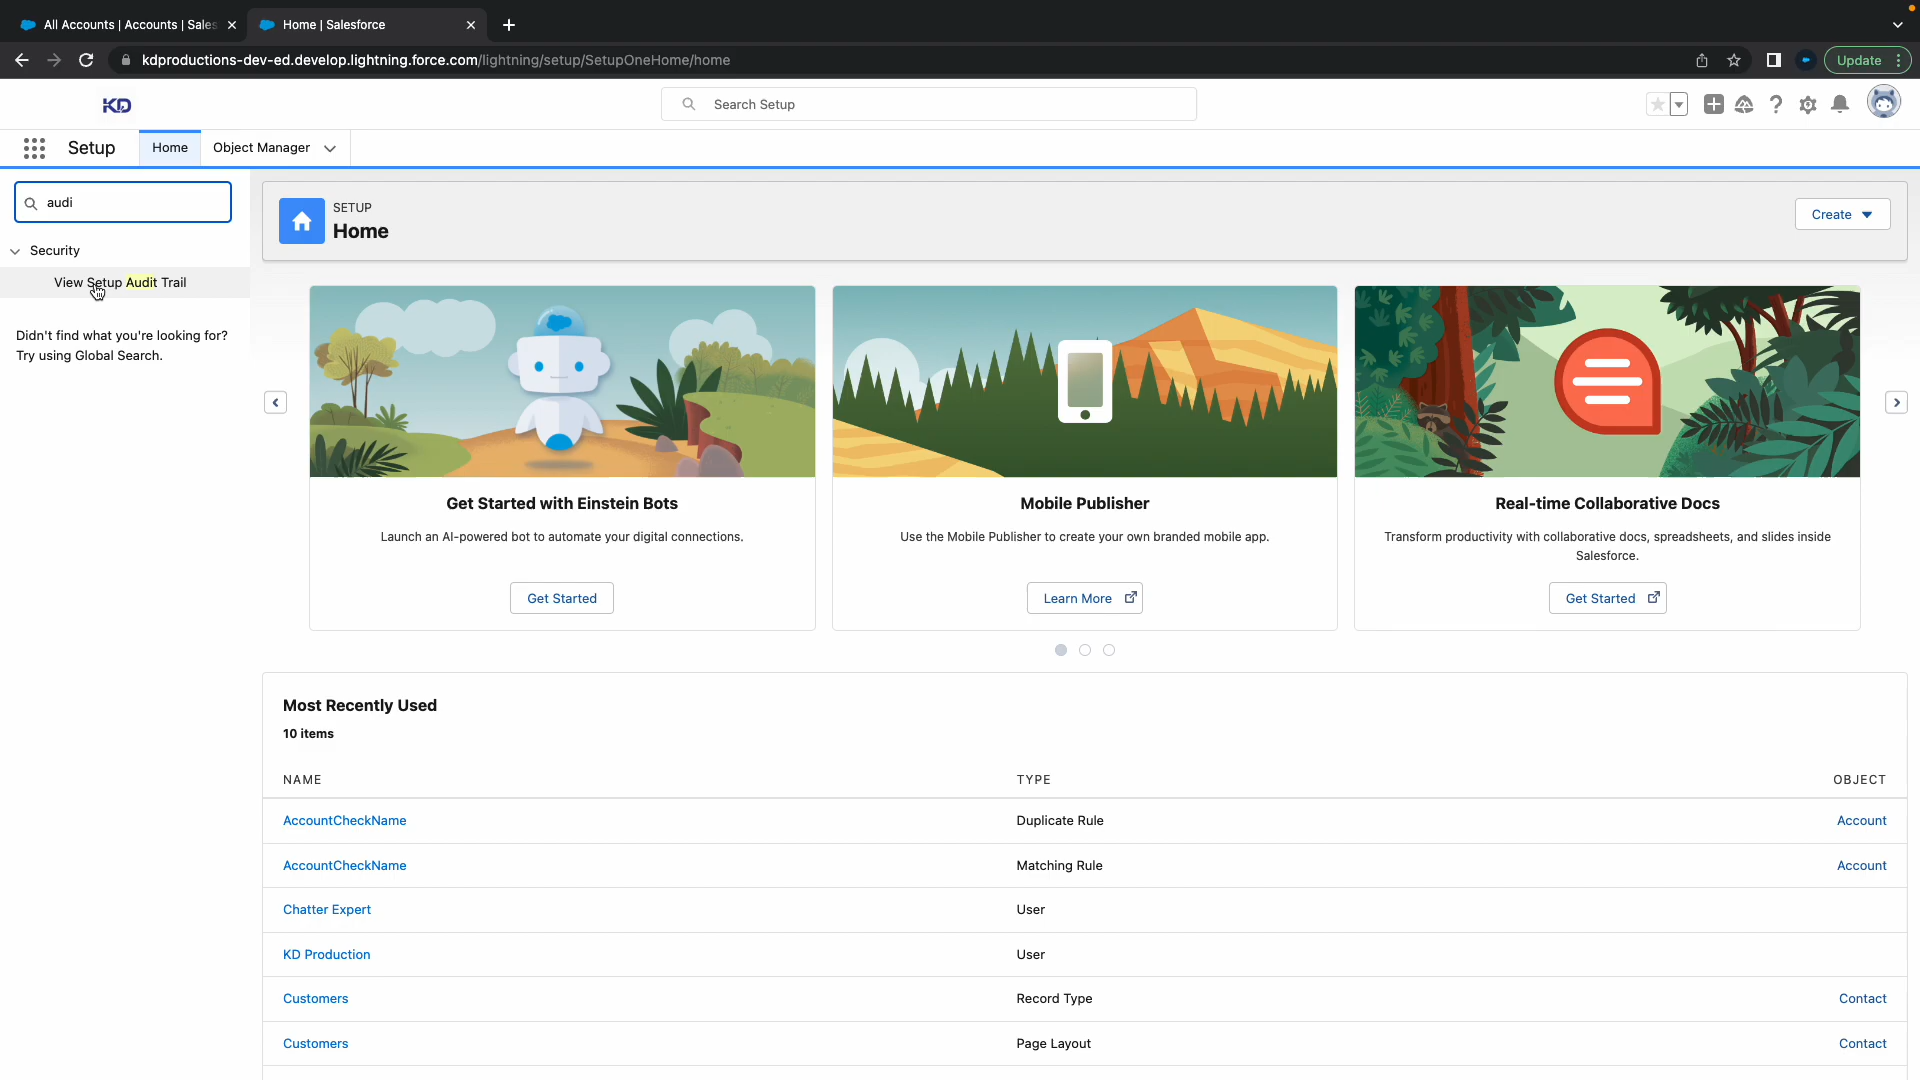 All Accounts | Accounts | Sales
Home | Salesforce
kdproductions-dev-ed.develop.lightning.force.com/lightning/setup/SetupOneHome/home
Update
KD
Search Setup
Setup
Home
Object Manager
audi
Security
View Setup Audit Trail
Didn't find what you're looking for?
Try using Global Search.
SETUP
Home
Create
Get Started with Einstein Bots
Launch an AI-powered bot to automate your digital connections.
Get Started
Mobile Publisher
Use the Mobile Publisher to create your own branded mobile app.
Learn More
Real-time Collaborative Docs
Transform productivity with collaborative docs, spreadsheets, and slides inside
Salesforce.
Get Started
Most Recently Used
10 items
NAME TYPE OBJECT
AccountCheckName Duplicate Rule Account
AccountCheckName Matching Rule Account
Chatter Expert User
KD Production User
Customers Record Type Contact
Customers Page Layout Contact